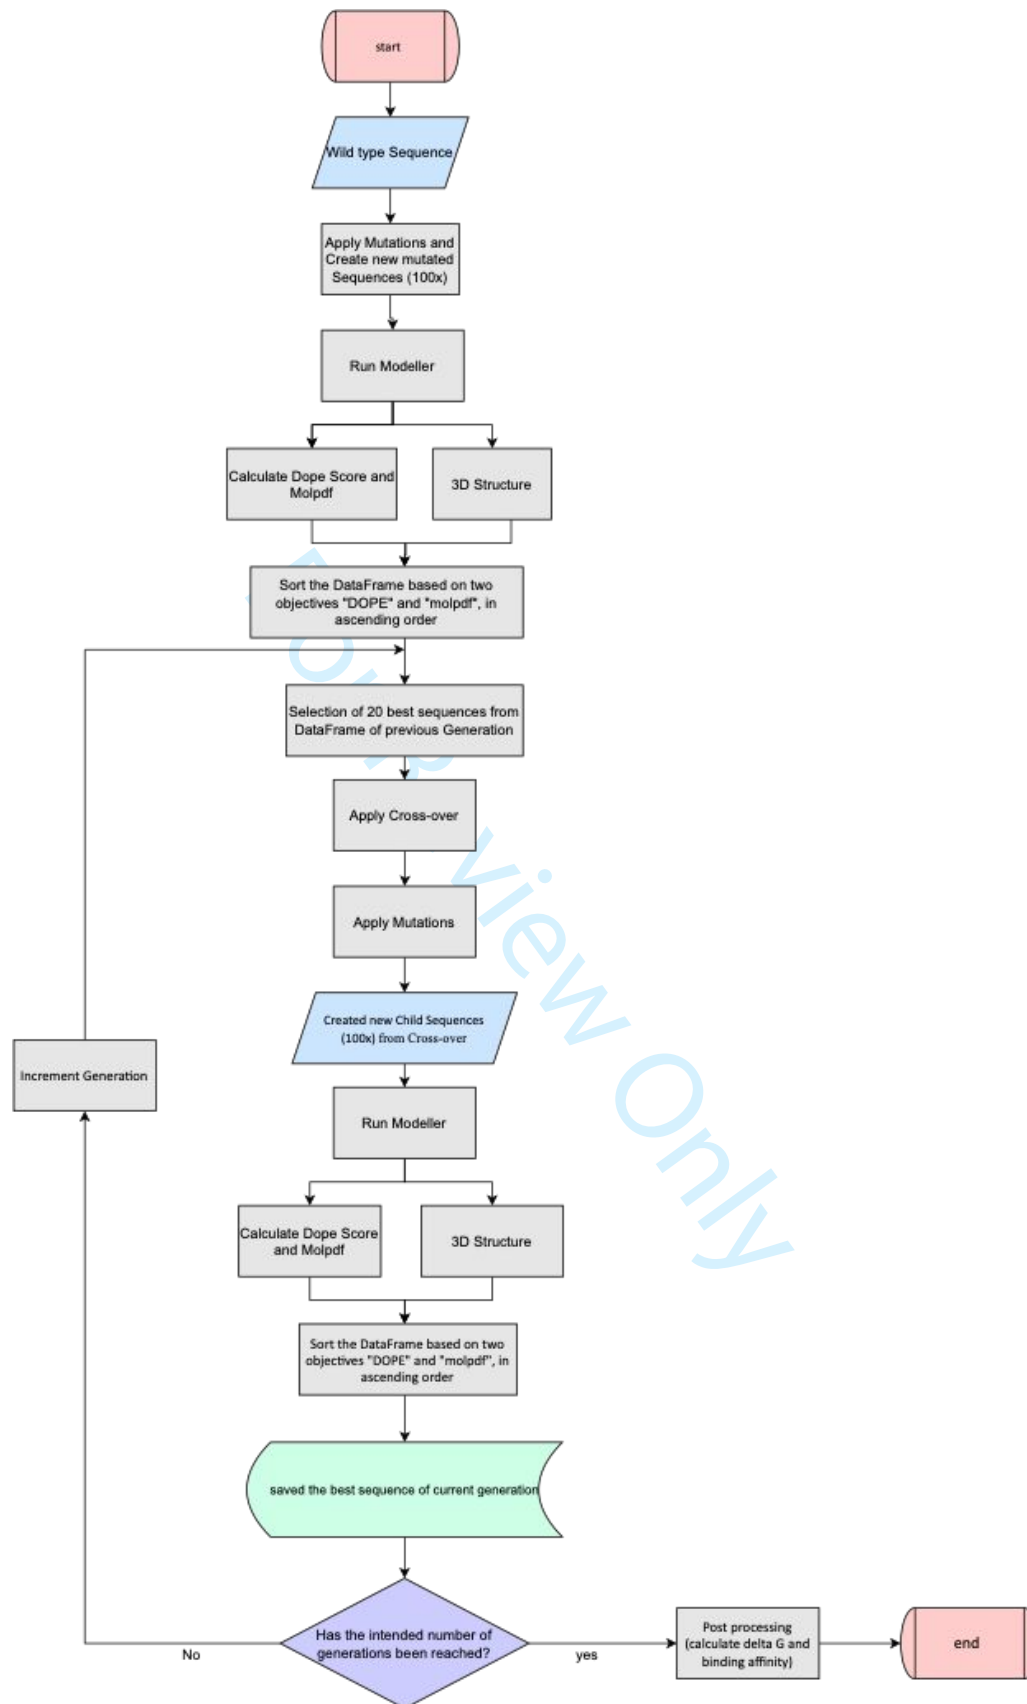 start
Wild type Sequence
Apply Mutations and
Create new mutated
Sequences (100x)
Run Modeller
Calculate Dope Score and
Molpdf
3D Structure
Sort the DataFrame based on two
objectives "DOPE" and "molpdf", in
ascending order
Selection of 20 best sequences from
DataFrame of previous Generation
Apply Cross-over
Apply Mutations
Created new Child Sequences
(100x) from Cross-over
Increment Generation
Run Modeller
Calculate Dope Score
and Molpdf
3D Structure
Sort the DataFrame based on two
objectives "DOPE" and "molpdf", in
ascending order
saved the best sequence of current generation
Has the intended number of
generations been reached?
No
yes
Post processing
(calculate delta G and
binding affinity)
end
view Only